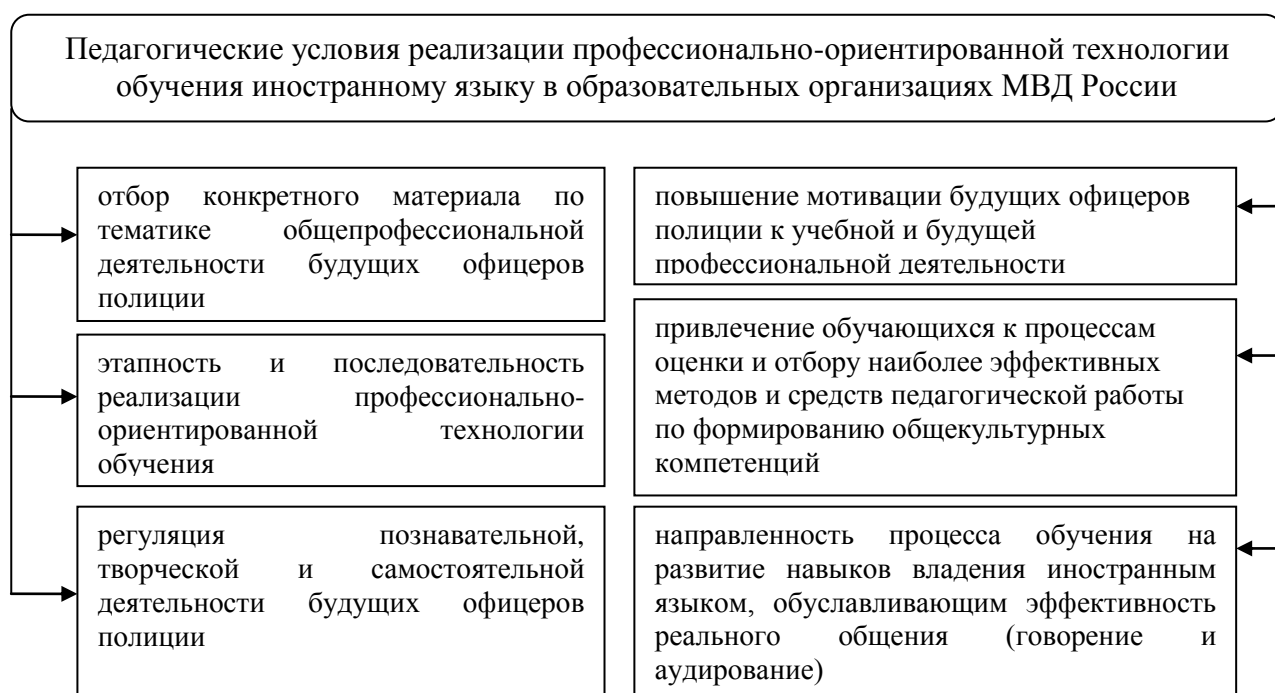 Педагогические условия реализации профессионально-ориентированной технологии
обучения иностранному языку в образовательных организациях МВД России
отбор конкретного материала по
тематике общепрофессиональной
деятельности будущих офицеров
полиции
этапность и последовательность
реализации профессионально-
ориентированной технологии
обучения
регуляция познавательной,
творческой и самостоятельной
деятельности будущих офицеров
полиции
повышение мотивации будущих офицеров
полиции к учебной и будущей
профессиональной деятельности
привлечение обучающихся к процессам
оценки и отбору наиболее эффективных
методов и средств педагогической работы
по формированию общекультурных
компетенций
направленность процесса обучения на
развитие навыков владения иностранным
языком, обуславливающим эффективность
реального общения (говорение и
аудирование)